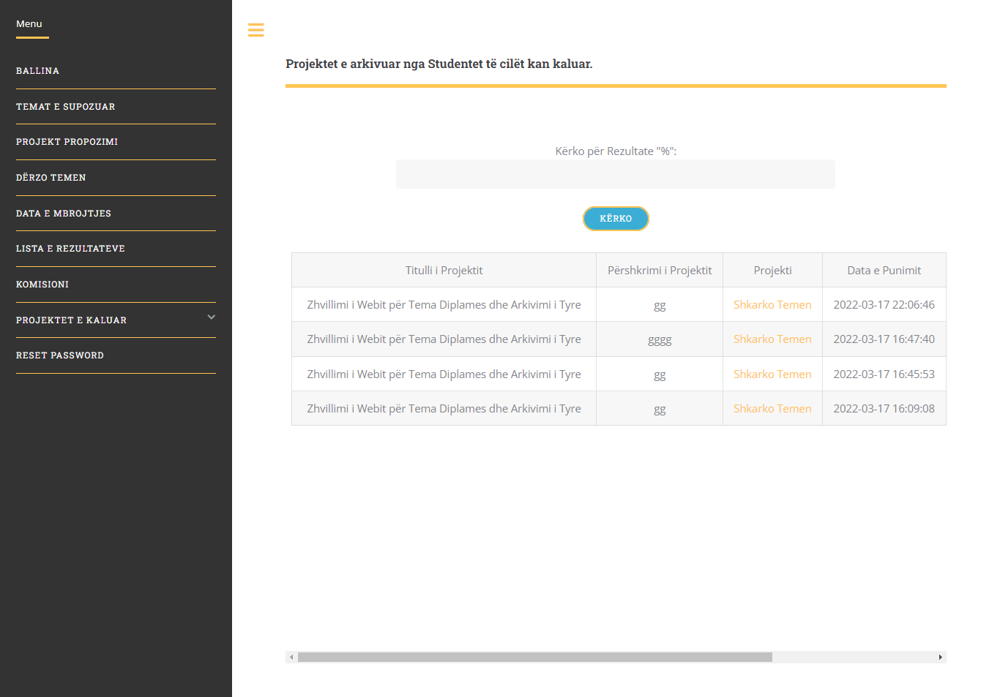 Menu
BALLINA
TEMAT E SUPOZUAR
PROJEKT PROPOZIMI
DËRZO TEMEN
DATA E MBROJTJES
LISTA E REZULTATEVE
KOMISIONI
PROJEKTET E KALUAR
RESET PASSWORD
Projektet e arkivuar nga Studentet të cilët kan kaluar.
Kërko për Rezultate "%":
KËRKO
Titulli i Projektit Përshkrimi i Projektit Projekti Data e Punimit
Zhvillimi i Webit për Tema Diplames dhe Arkivimi i Tyre gg Shkarko Temen 2022-03-17 22:06:46
Zhvillimi i Webit për Tema Diplames dhe Arkivimi i Tyre gggg Shkarko Temen 2022-03-17 16:47:40
Zhvillimi i Webit për Tema Diplames dhe Arkivimi i Tyre gg Shkarko Temen 2022-03-17 16:45:53
Zhvillimi i Webit për Tema Diplames dhe Arkivimi i Tyre gg Shkarko Temen 2022-03-17 16:09:08